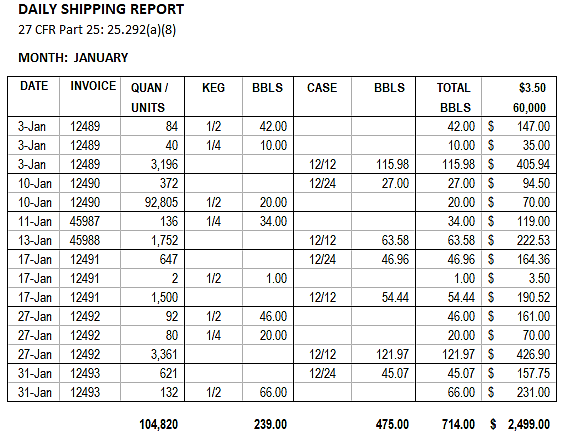 DAILY SHIPPING REPORT
27 CFR Part 25: 25.292(a)(8)
MONTH: JANUARY
DATE INVOICE QUAN / KEG BBLS CASE BBLS TOTAL $3.50
UNITS BBLS 60,000
3-Jan 12489 84 1/2 42.00 42.00 $ 147.00
3-Jan 12489 40 1/4 10.00 10.00 $ 35.00
3-Jan 12489 3,196 12/12 115.98 115.98 $ 405.94
10-Jan 12490 372 12/24 27.00 27.00 $ 94.50
10-Jan 12490 92,805 1/2 20.00 20.00 $ 70.00
11-Jan 45987 136 1/4 34.00 34.00 $ 119.00
13-Jan 45988 1,752 12/12 63.58 63.58 $ 222.53
17-Jan 12491 647 12/24 46.96 46.96 $ 164.36
17-Jan 12491 2 1/2 1.00 1.00 $ 3.50
17-Jan 12491 1,500 12/12 54.44 54.44 $ 190.52
27-Jan 12492 92 1/2 46.00 46.00 $ 161.00
27-Jan 12492 80 1/4 20.00 20.00 $ 70.00
27-Jan 12492 3,361 12/12 121.97 121.97 $ 426.90
31-Jan 12493 621 12/24 45.07 45.07 $ 157.75
31-Jan 12493 132 1/2 66.00 66.00 $ 231.00
104,820 239.00 475.00 714.00 $ 2,499.00